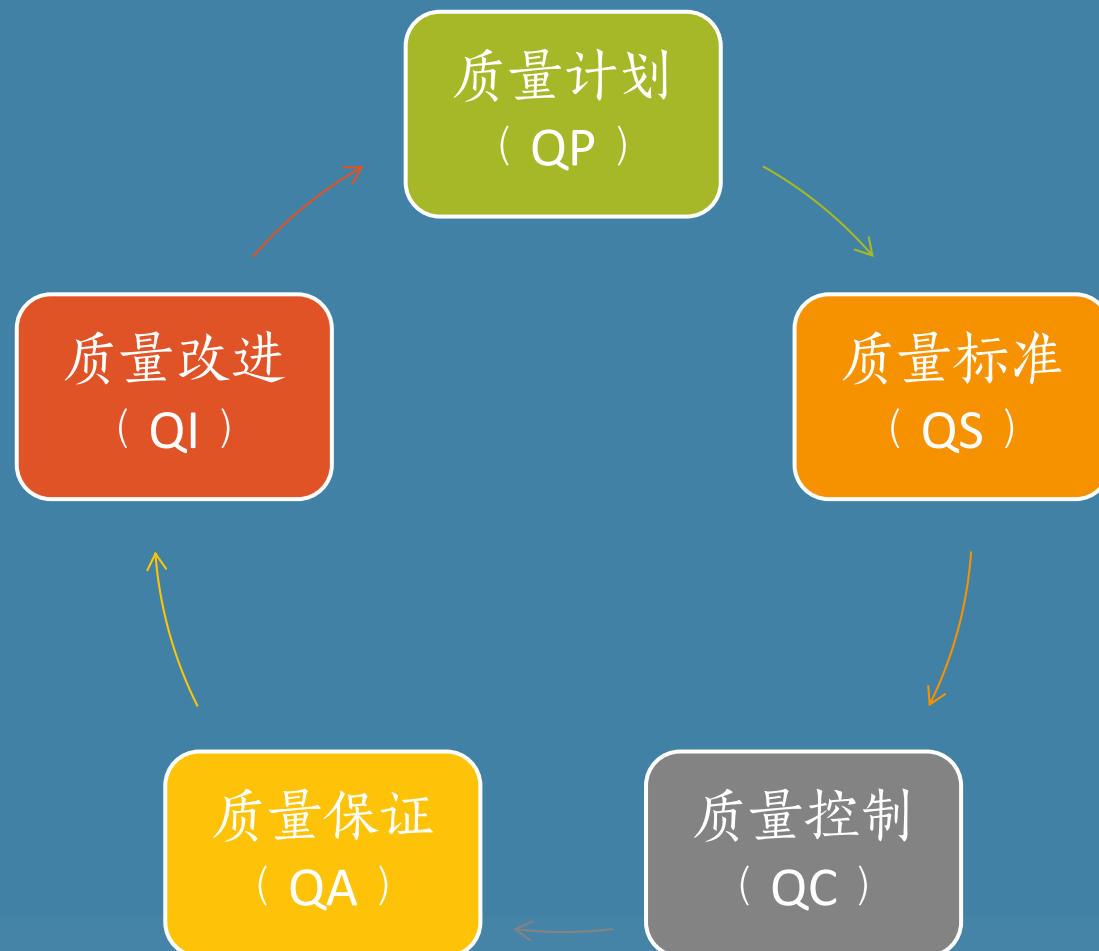 质量计划
（ QP ）
质量标准
（ QS ）
质量控制
（ QC ）
质量保证
（ QA ）
质量改进
（ QI ）